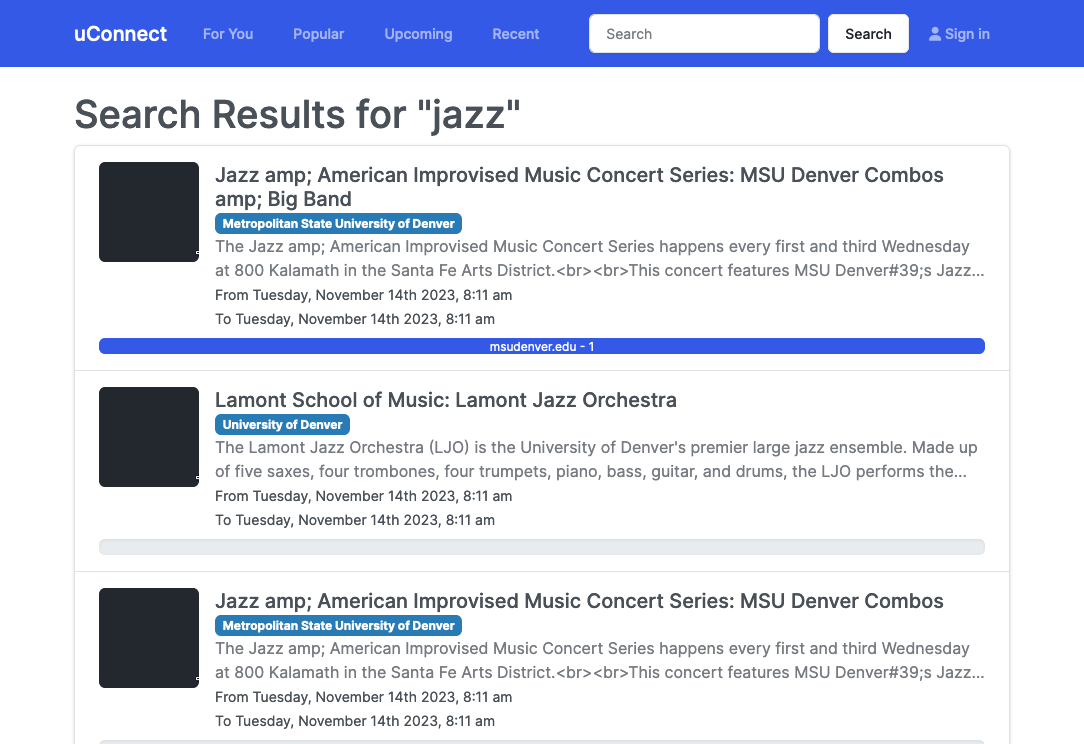 uConnect For You Popular Upcoming Recent Search Search Sign in
Search Results for "jazz"
Jazz amp; American Improvised Music Concert Series: MSU Denver Combos
amp; Big Band
Metropolitan State University of Denver
The Jazz amp; American Improvised Music Concert Series happens every first and third Wednesday
at 800 Kalamath in the Santa Fe Arts District.<br><br>This concert features MSU Denver#39;s Jazz...
From Tuesday, November 14th 2023, 8:11 am
To Tuesday, November 14th 2023, 8:11 am
msudenver.edu - 1
Lamont School of Music: Lamont Jazz Orchestra
University of Denver
The Lamont Jazz Orchestra (LJO) is the University of Denver's premier large jazz ensemble. Made up
of five saxes, four trombones, four trumpets, piano, bass, guitar, and drums, the LJO performs the...
From Tuesday, November 14th 2023, 8:11 am
To Tuesday, November 14th 2023, 8:11 am
Jazz amp; American Improvised Music Concert Series: MSU Denver Combos
Metropolitan State University of Denver
The Jazz amp; American Improvised Music Concert Series happens every first and third Wednesday
at 800 Kalamath in the Santa Fe Arts District.<br><br>This concert features MSU Denver#39;s Jazz...
From Tuesday, November 14th 2023, 8:11 am
To Tuesday, November 14th 2023, 8:11 am